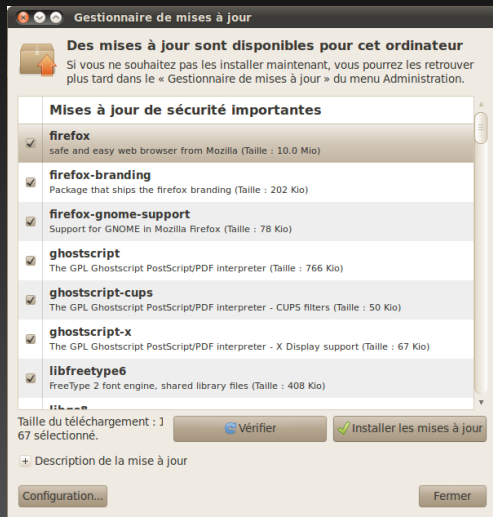 Gestionnaire de mises à jour
Des mises à jour sont disponibles pour cet ordinateur
Si vous ne souhaitez pas les installer maintenant, vous pourrez les retrouver
plus tard dans le « Gestionnaire de mises à jour » du menu Administration.
Mises à jour de sécurité importantes
firefox
safe and easy web browser from Mozilla (Taille : 10.0 Mio)
firefox-branding
Package that ships the firefox branding (Taille : 202 Kio)
firefox-gnome-support
Support for GNOME in Mozilla Firefox (Taille : 78 Kio)
ghostscript
The GPL Ghostscript PostScript/PDF interpreter (Taille : 766 Kio)
ghostscript-cups
The GPL Ghostscript PostScript/PDF interpreter - CUPS filters (Taille : 50 Kio)
ghostscript-x
The GPL Ghostscript PostScript/PDF interpreter - X Display support (Taille : 67 Kio)
libfreetype6
FreeType 2 font engine, shared library files (Taille : 408 Kio)
Taille du téléchargement : 1
67 sélectionné.
Vérifier
Installer les mises à jour
Description de la mise à jour
Configuration...
Fermer